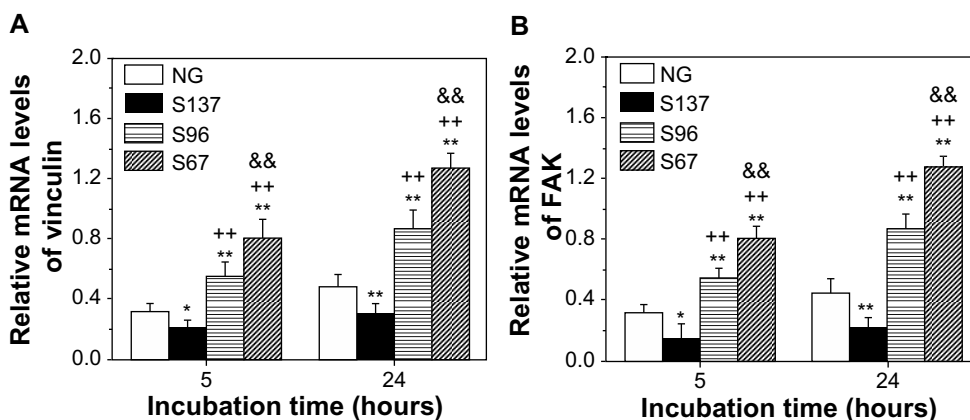 A
Relative mRNA levels
of vinculin
2.0
1.6
1.2
0.8
0.4
0.0
NG
S137
S96
S67
*
++
**
&&
++
**
**
++
**
&&
++
**
5
24
Incubation time (hours)
B
Relative mRNA levels
of FAK
2.0
1.6
1.2
0.8
0.4
0.0
NG
S137
S96
S67
*
++
**
&&
++
**
**
++
**
&&
++
**
5
24
Incubation time (hours)